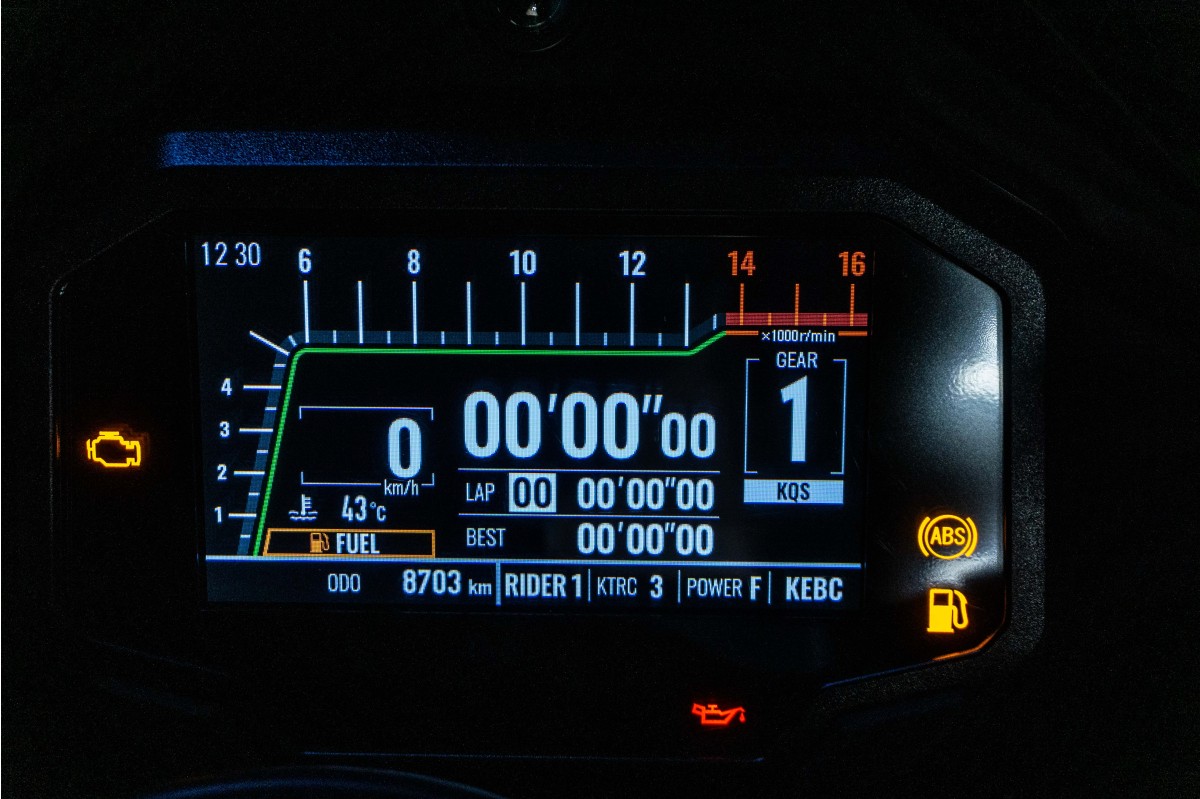 12 30
6 8 10 12 14 16
×1000r/min
GEAR
1
KQS
4
3
2
1
0
km/h
43°C
FUEL
00'00"00
LAP 00 00'00"00
BEST 00'00"00
ODO 8703 km RIDER 1 KTRC 3 POWER F KEBC
ABS